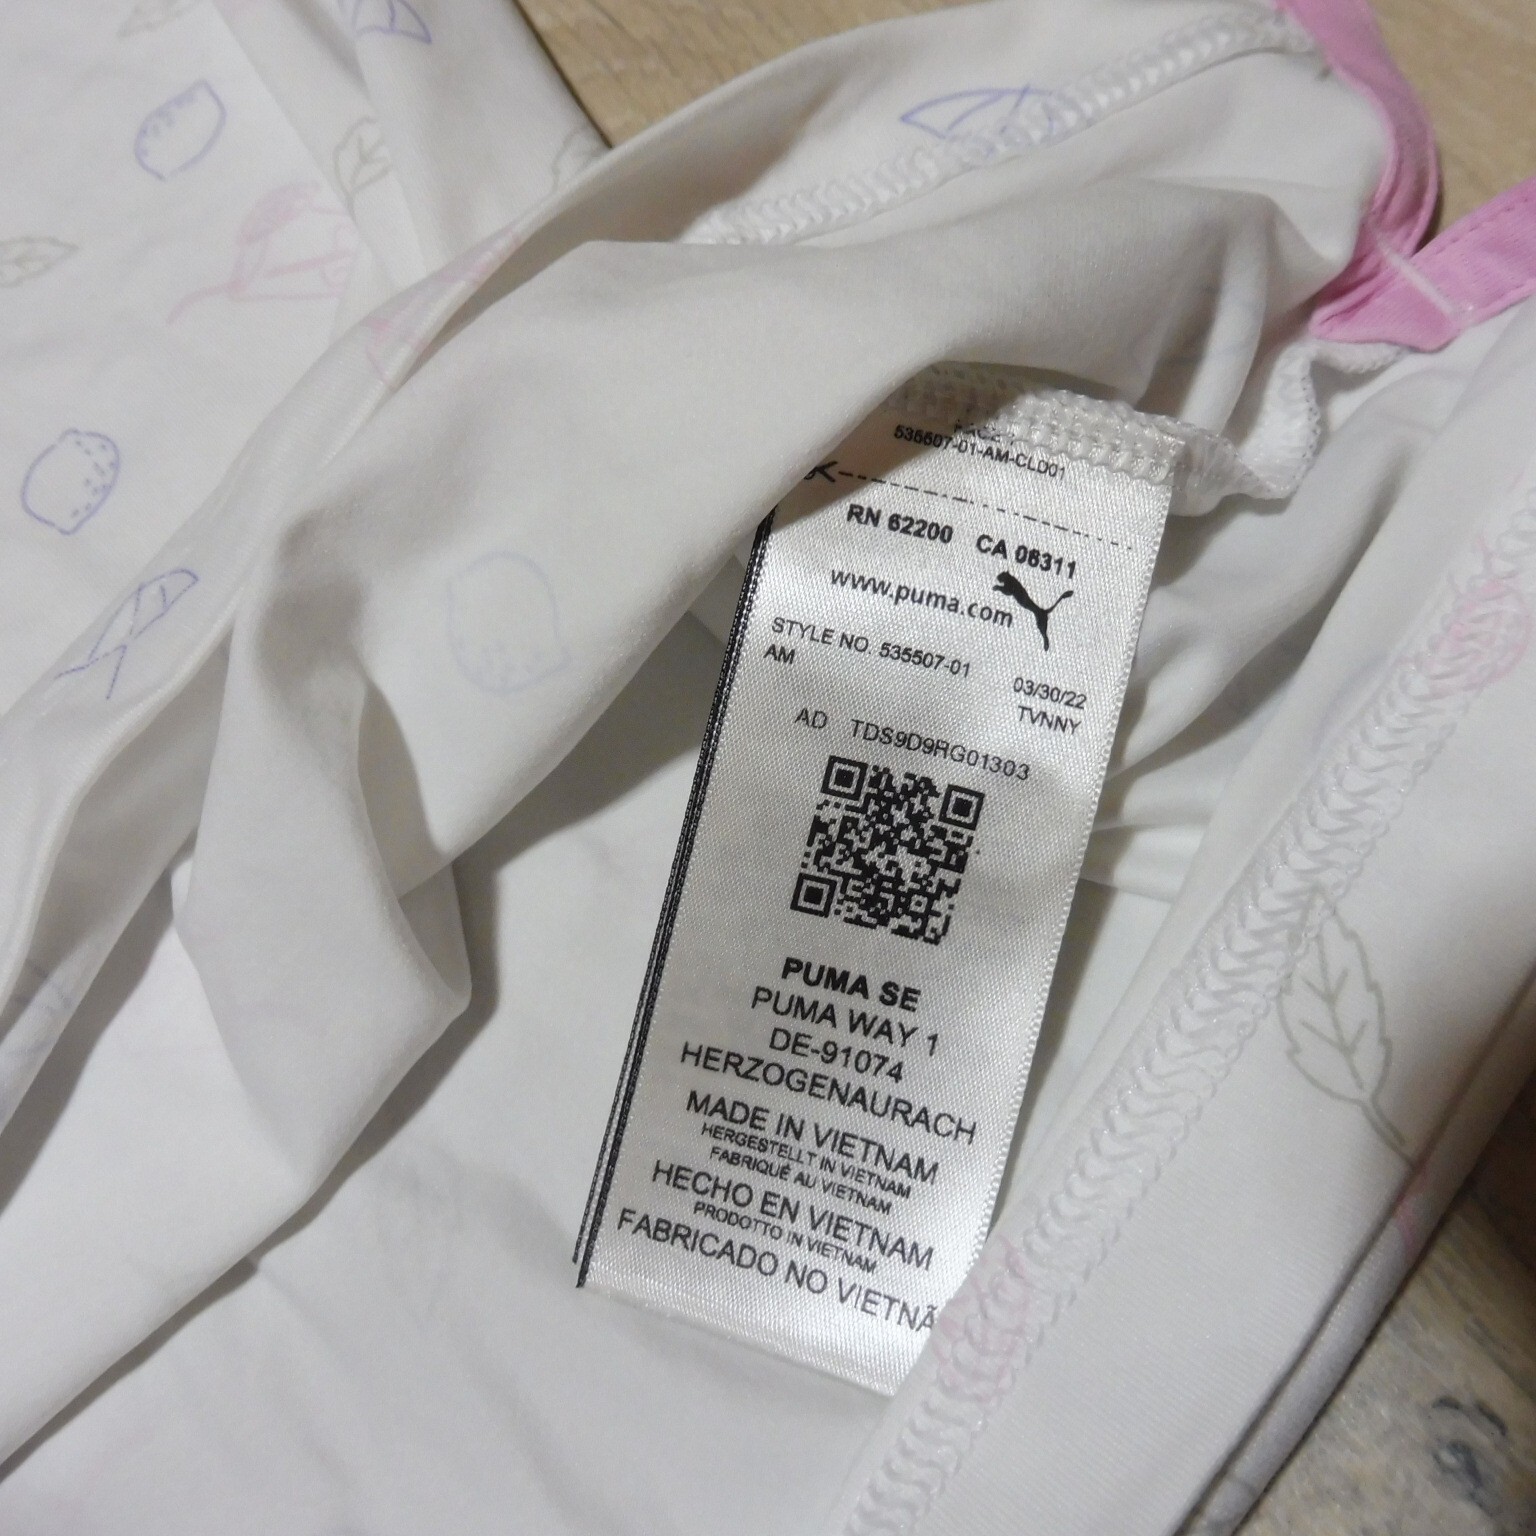 535507-01-AM-CLD01
RN 62200 CA 06311
www.puma.com
STYLE NO. 535507-01
AM
03/30/22
TVNNY
AD TDS9D9RG01303
PUMA SE
PUMA WAY 1
DE-91074
HERZOGENAURACH
MADE IN VIETNAM
HERGESTELLT IN VIETNAM
FABRIQUÉ AU VIETNAM
HECHO EN VIETNAM
PRODOTTO IN VIETNAM
FABRICADO NO VIETNÃ